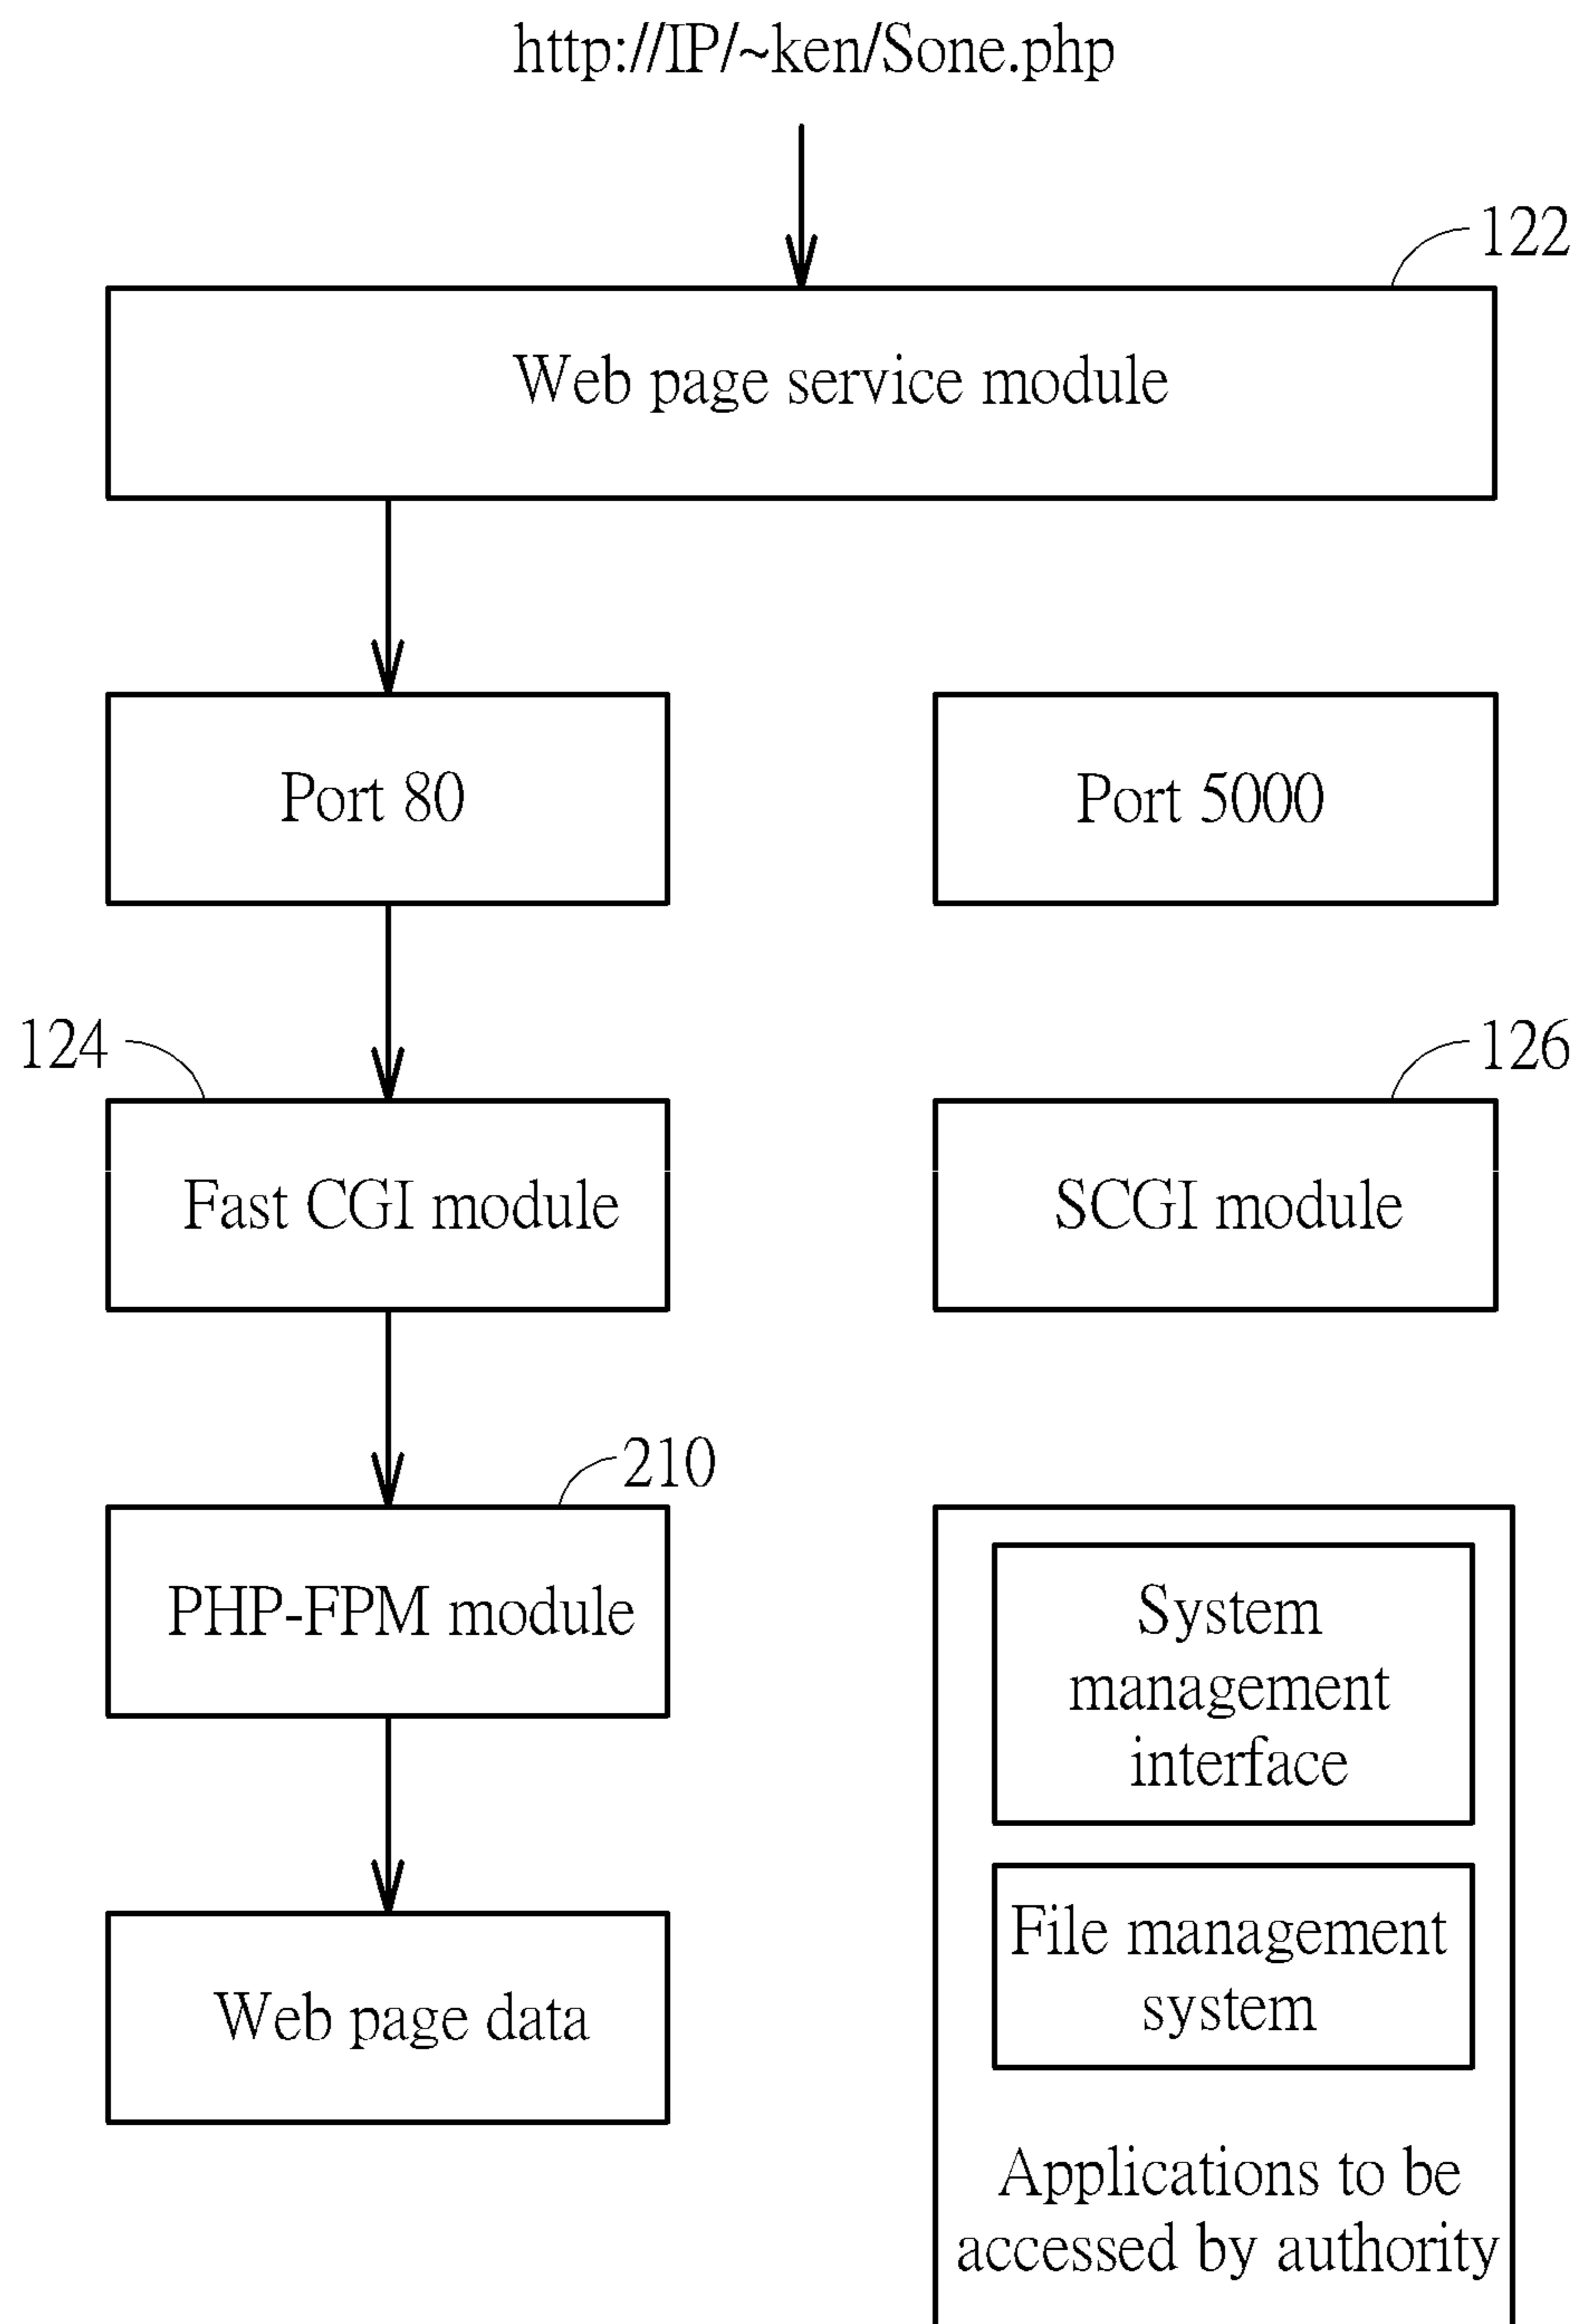 http://IP/~ken/Sone.php
122
Web page service module
Port 80
Port 5000
124
126
Fast CGI module
SCGI module
210
PHP-FPM module
System
management
interface
File management
system
Web page data
Applications to be
accessed by authority